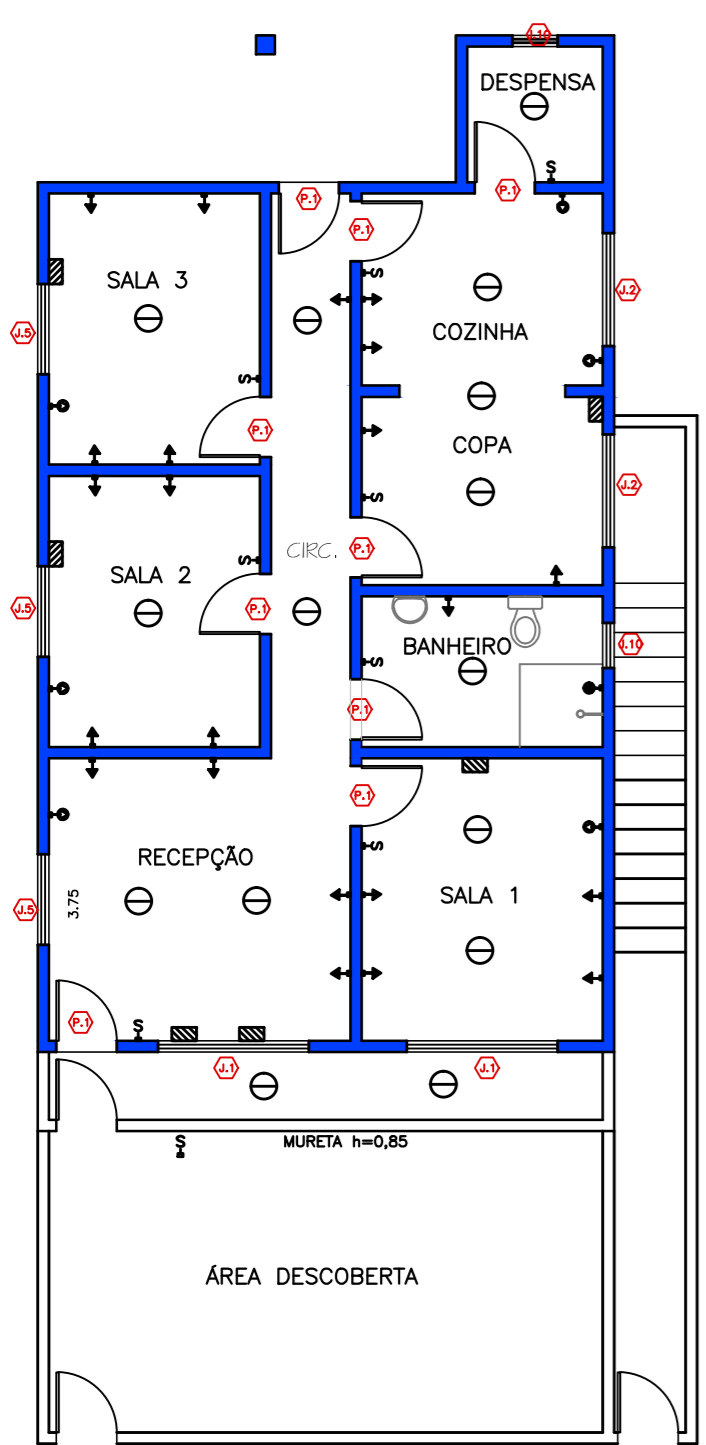 J.10
DESPENSA
S
P.1
P.1
P.1
SALA 3
S
J.2
COZINHA
J.5
S
P.1
COPA
J.2
S
CIRC.
P.1
S
SALA 2
J.5
P.1
BANHEIRO
J.10
S
P.1
P.1
S
RECEPÇÃO
SALA 1
3.75
J.5
P.1
S
J.1
J.1
S
MURETA h=0,85
ÁREA DESCOBERTA